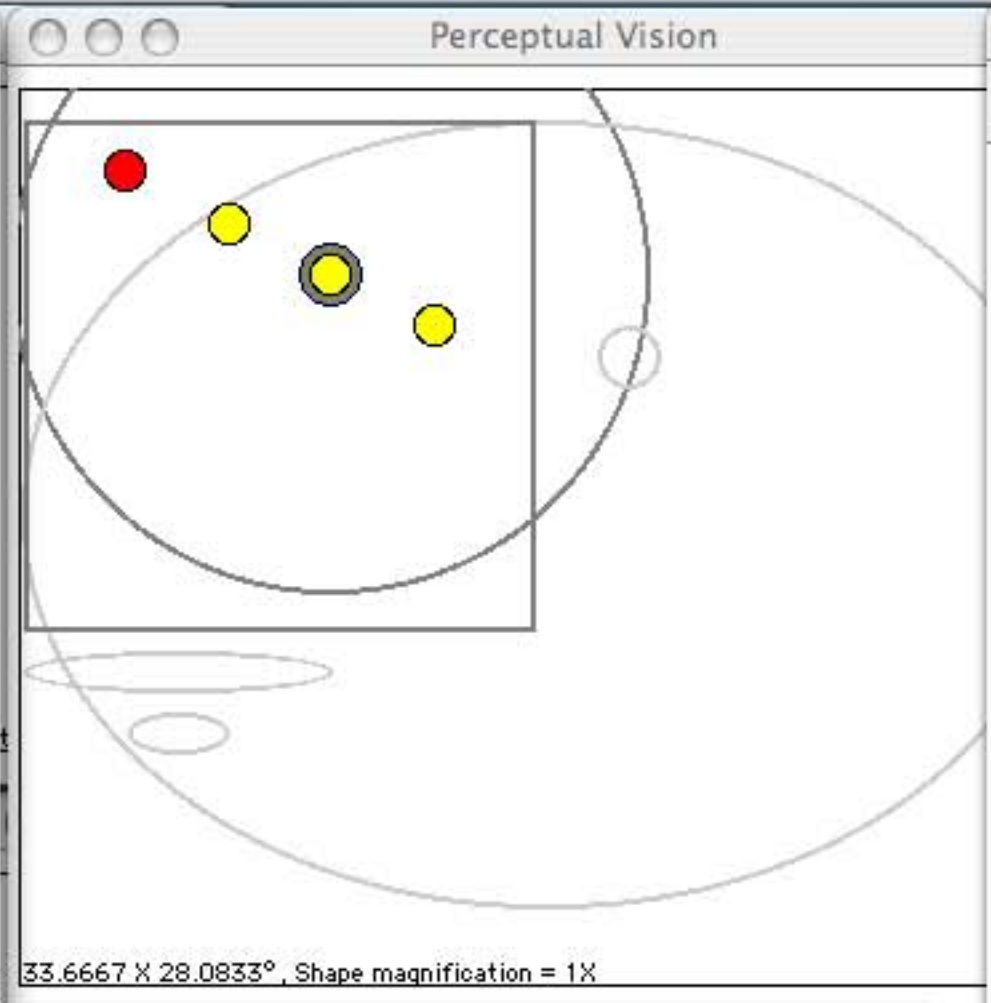 Perceptual Vision
t
33.6667 X 28.0833°, Shape magnification = 1X